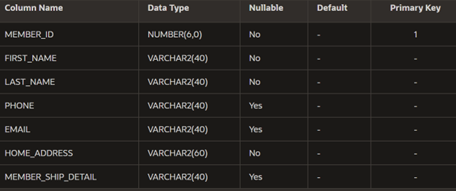 Column Name Data Type Nullable Default Primary Key
MEMBER_ID NUMBER(6,0) No - 1
FIRST_NAME VARCHAR2(40) No - -
LAST_NAME VARCHAR2(40) No - -
PHONE VARCHAR2(40) Yes - -
EMAIL VARCHAR2(40) Yes - -
HOME_ADDRESS VARCHAR2(60) No - -
MEMBER_SHIP_DETAIL VARCHAR2(40) Yes - -